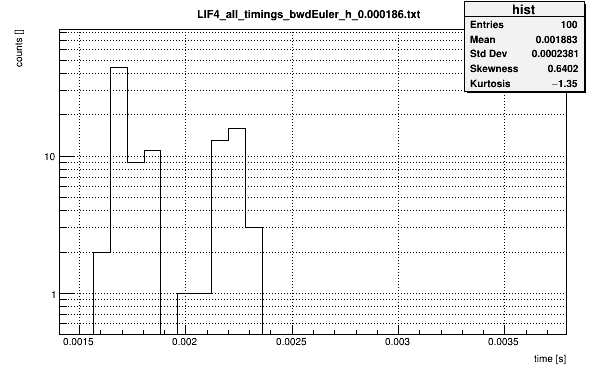 LIF4_all_timings_bwdEuler_h_0.000186.txt
hist
Entries 100
Mean 0.001883
Std Dev 0.0002381
Skewness 0.6402
Kurtosis −1.35
counts []
10
1
0.0015 0.002 0.0025 0.003 0.0035
time [s]